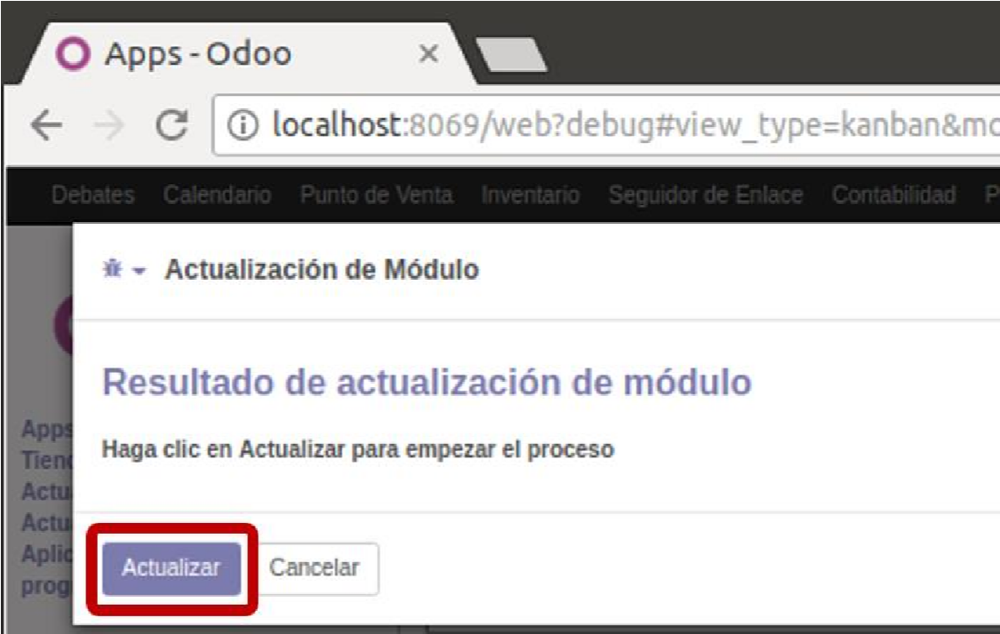 Apps - Odoo
localhost:8069/web?debug#view_type=kanban&mo
Debates Calendario Punto de Venta Inventario Seguidor de Enlace Contabilidad P
Actualización de Módulo
Resultado de actualización de módulo
Haga clic en Actualizar para empezar el proceso
Apps
Tiend
Actu
Actu
Aplic
prog
Actualizar Cancelar